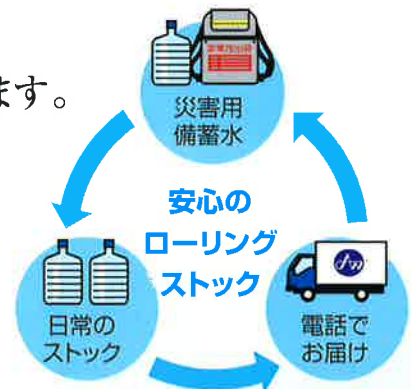 ます。
災害用
備蓄水
安心の
ローリング
ストック
日常の
ストック
電話で
お届け